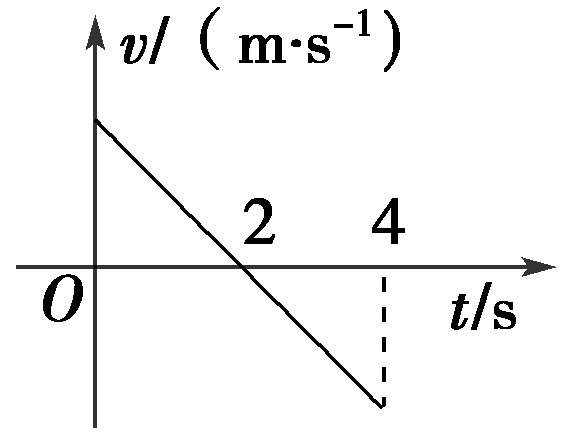 v/（m·s⁻¹）
2 4
O t/s